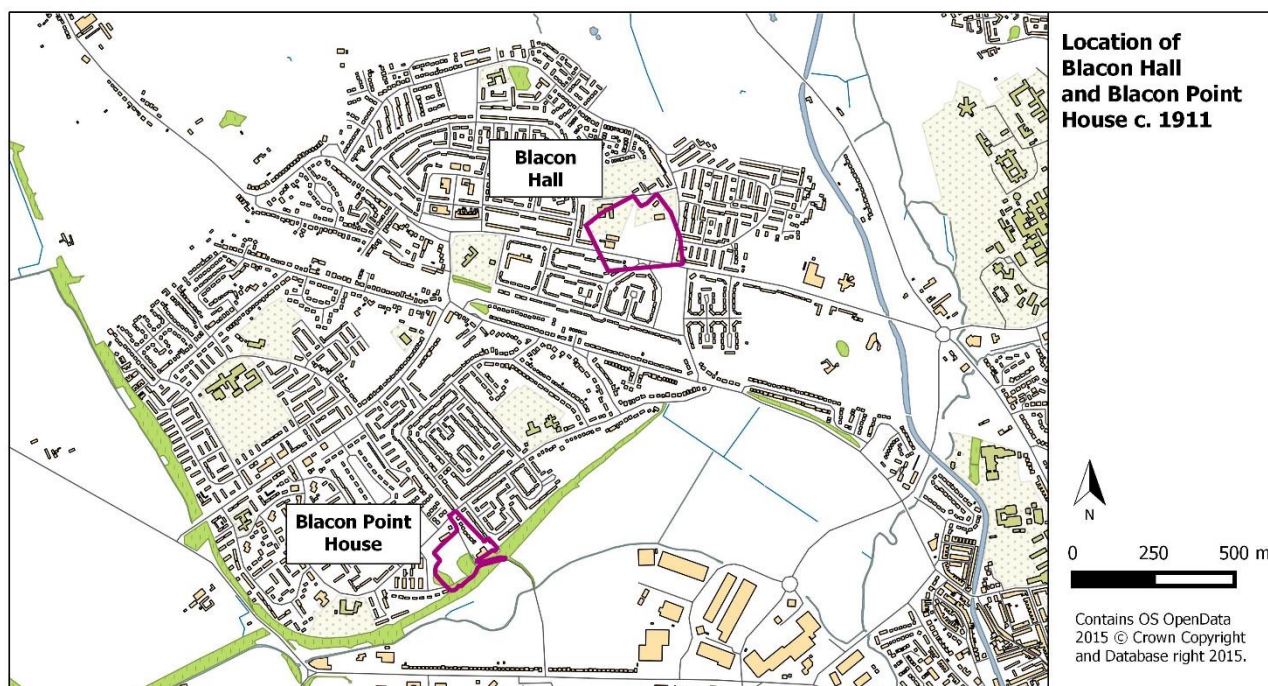 Location of
Blacon Hall
and Blacon Point
House c. 1911
Blacon
Hall
Blacon Point
House
N
0 250 500 m
Contains OS OpenData
2015 © Crown Copyright
and Database right 2015.